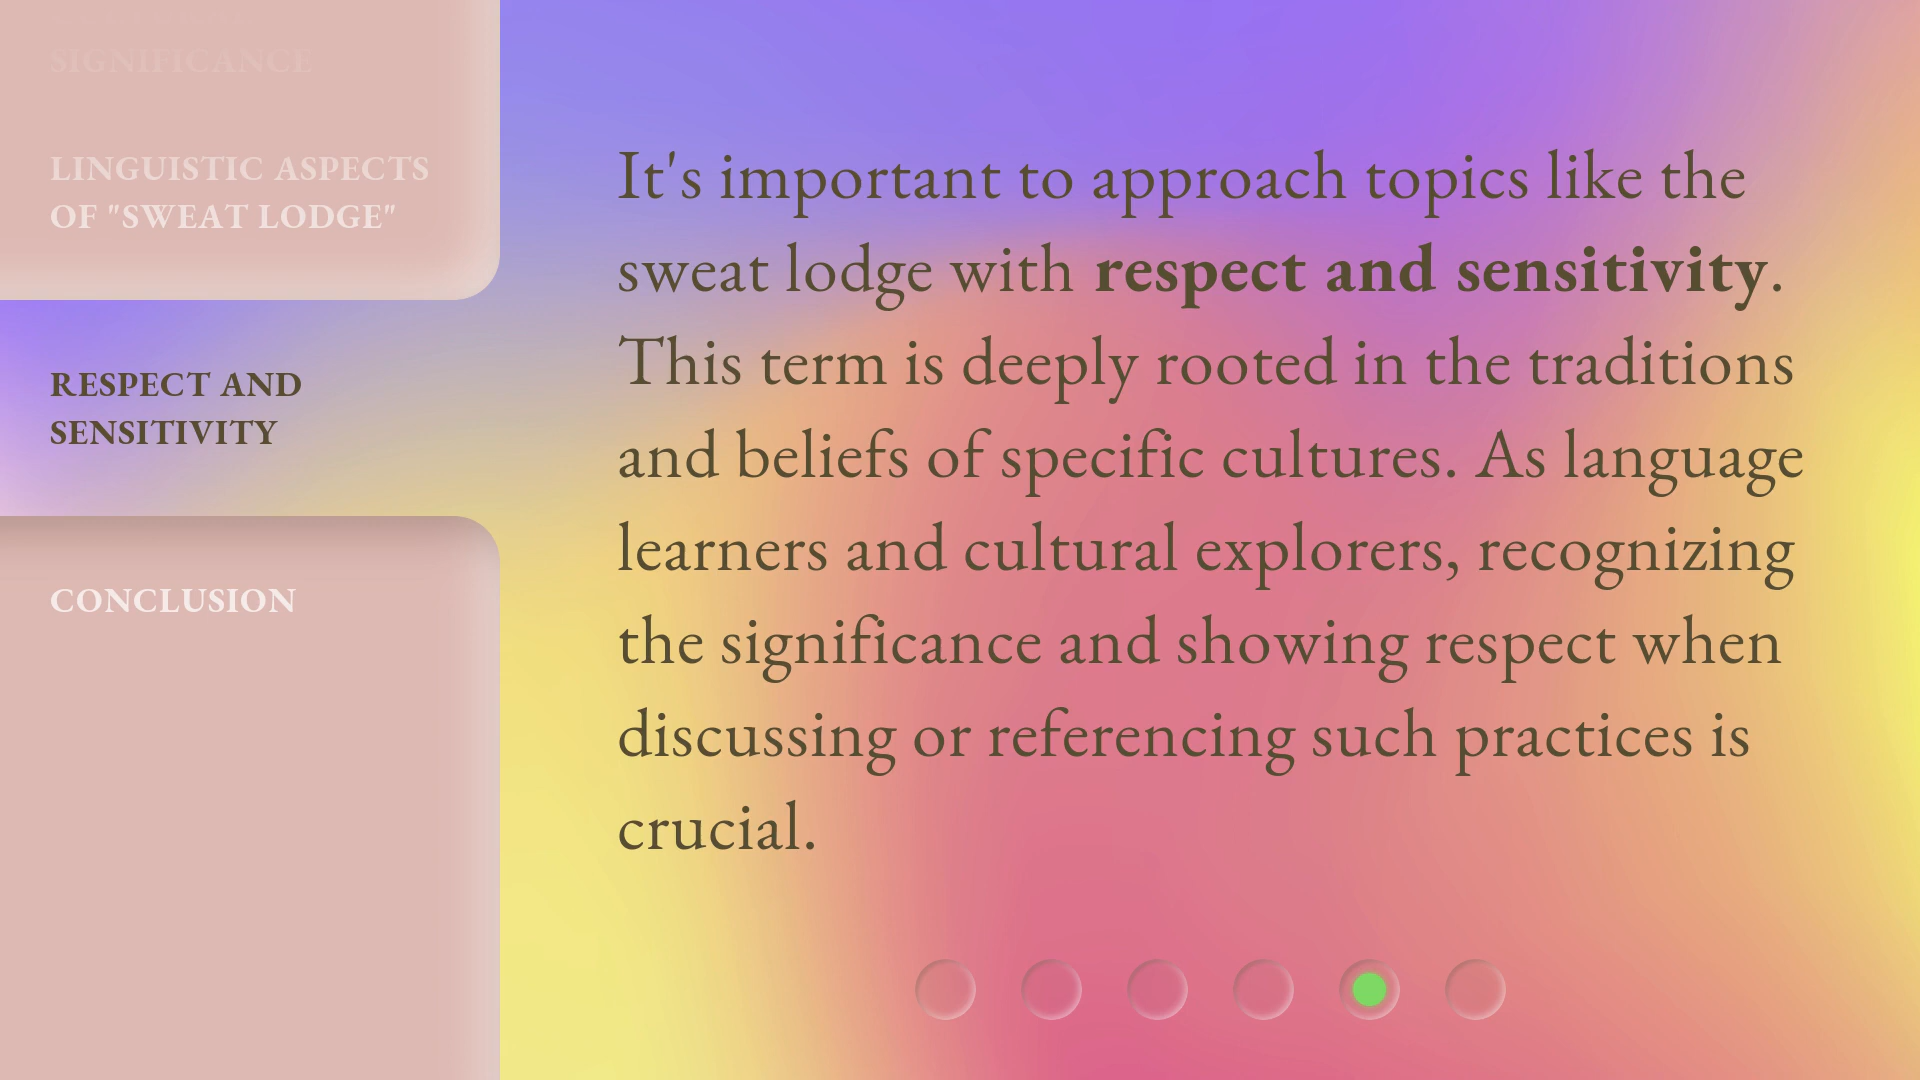 SIGNIFICANCE
LINGUISTIC ASPECTS
OF "SWEAT LODGE"
RESPECT AND
SENSITIVITY
CONCLUSION
It's important to approach topics like the
sweat lodge with respect and sensitivity.
This term is deeply rooted in the traditions
and beliefs of specific cultures. As language
learners and cultural explorers, recognizing
the significance and showing respect when
discussing or referencing such practices is
crucial.